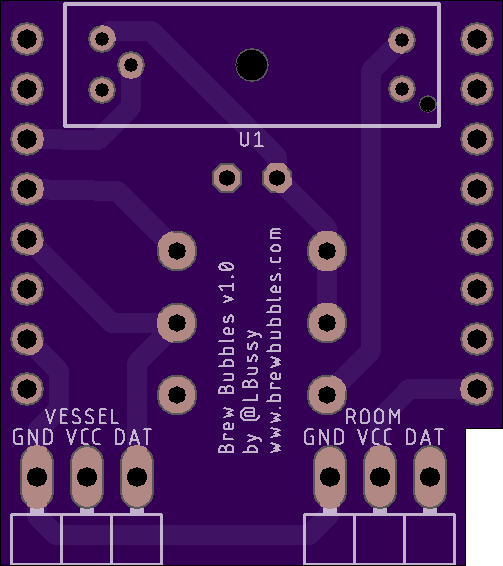 U1
Brew Bubbles v1.0
by @LBussy
www.brewbubbles.com
VESSEL
GND VCC DAT
ROOM
GND VCC DAT